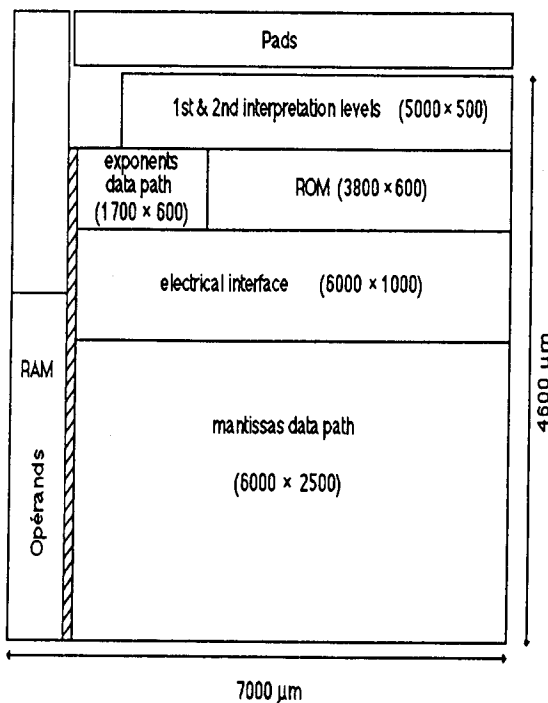 Pads
1st & 2nd interpretation levels (5000 × 500)
exponents
data path
(1700 × 600)
ROM (3800 × 600)
electrical interface (6000 × 1000)
RAM
Opérands
mantissas data path
(6000 × 2500)
4600 µm
7000 µm